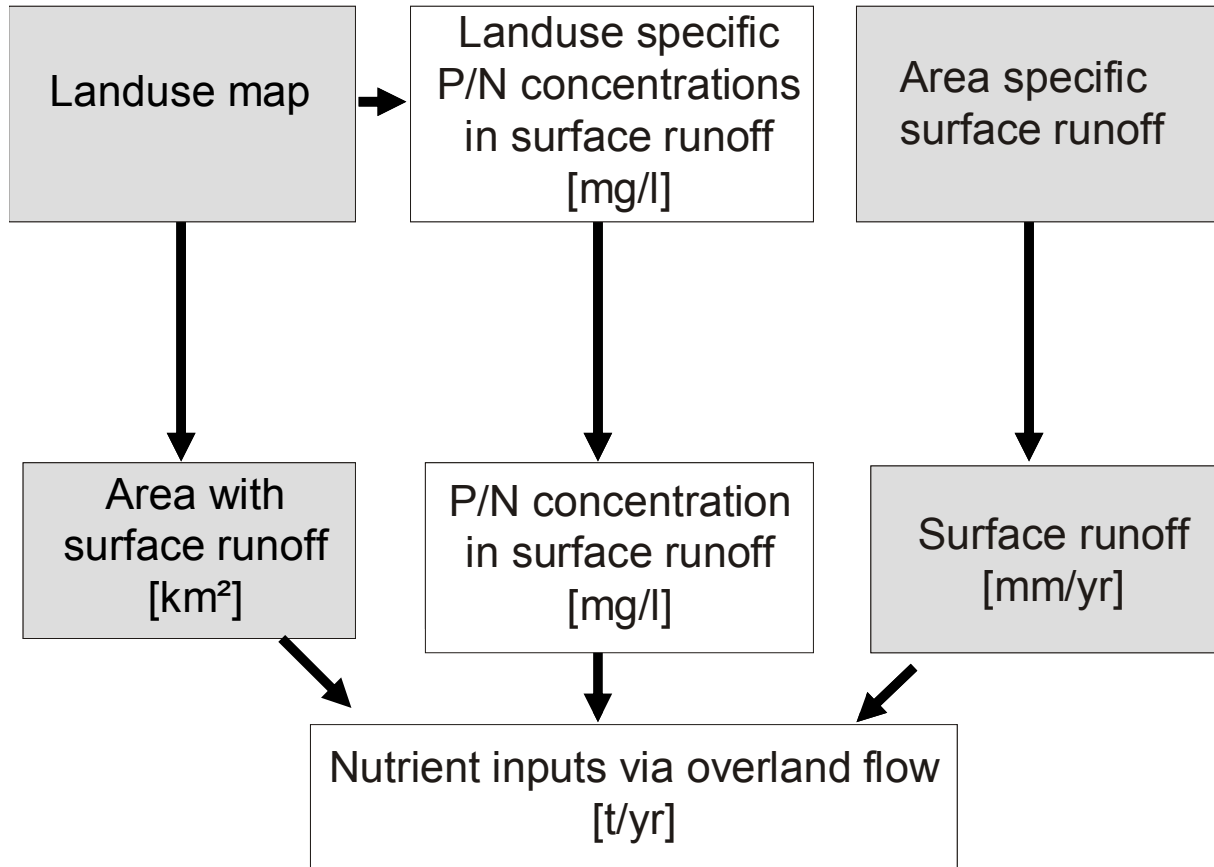 Landuse map
Landuse specific
P/N concentrations
in surface runoff
[mg/l]
Area specific
surface runoff
Area with
surface runoff
[km²]
P/N concentration
in surface runoff
[mg/l]
Surface runoff
[mm/yr]
Nutrient inputs via overland flow
[t/yr]